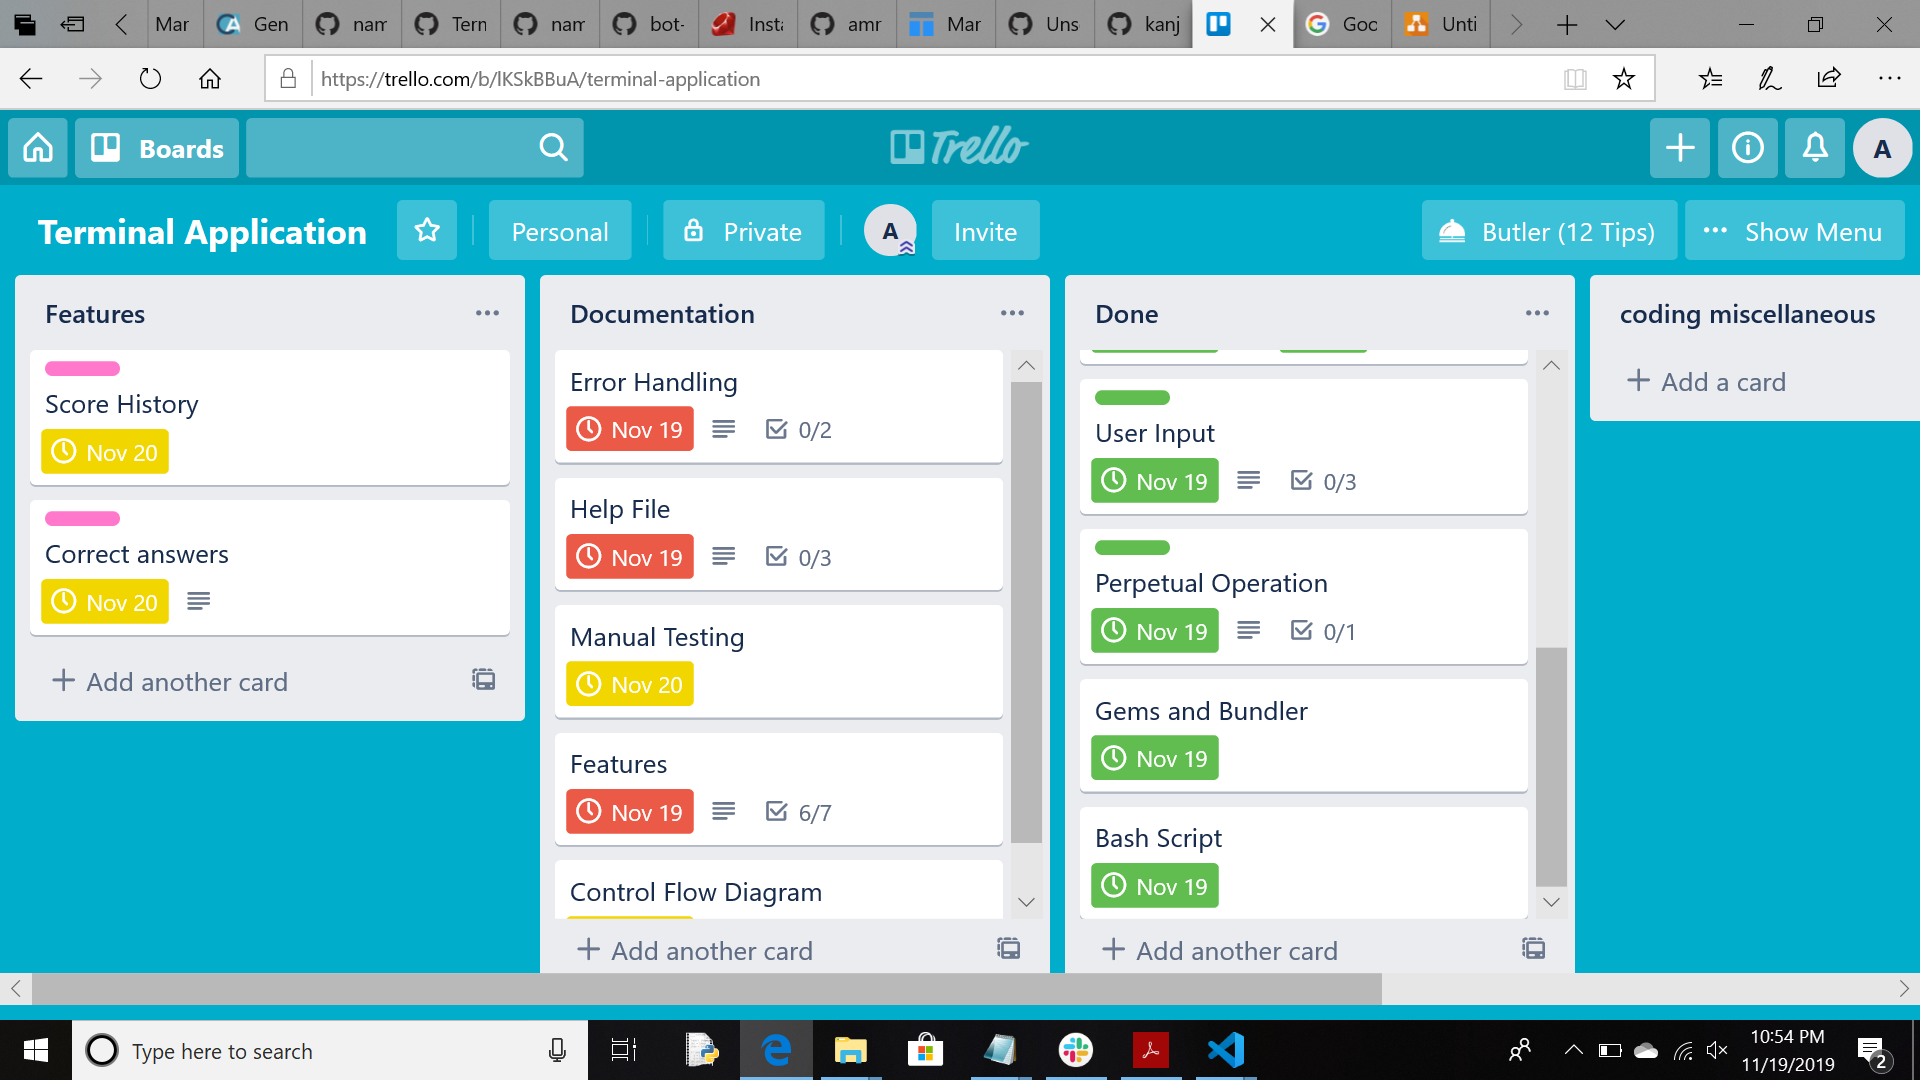 Mar
Gen
nam
Tern
nam
bot-
Insta
amr
Mar
Uns
kanj
Goo
Unti
https://trello.com/b/lKSkBBuA/terminal-application
Boards
Trello
A
Terminal Application
Personal
Private
A
Invite
Butler (12 Tips)
Show Menu
Features
Score History
Nov 20
Correct answers
Nov 20
Add another card
Documentation
Error Handling
Nov 19
0/2
Help File
Nov 19
0/3
Manual Testing
Nov 20
Features
Nov 19
6/7
Control Flow Diagram
Add another card
Done
User Input
Nov 19
0/3
Perpetual Operation
Nov 19
0/1
Gems and Bundler
Nov 19
Bash Script
Nov 19
Add another card
coding miscellaneous
Add a card
Type here to search
10:54 PM
11/19/2019
2